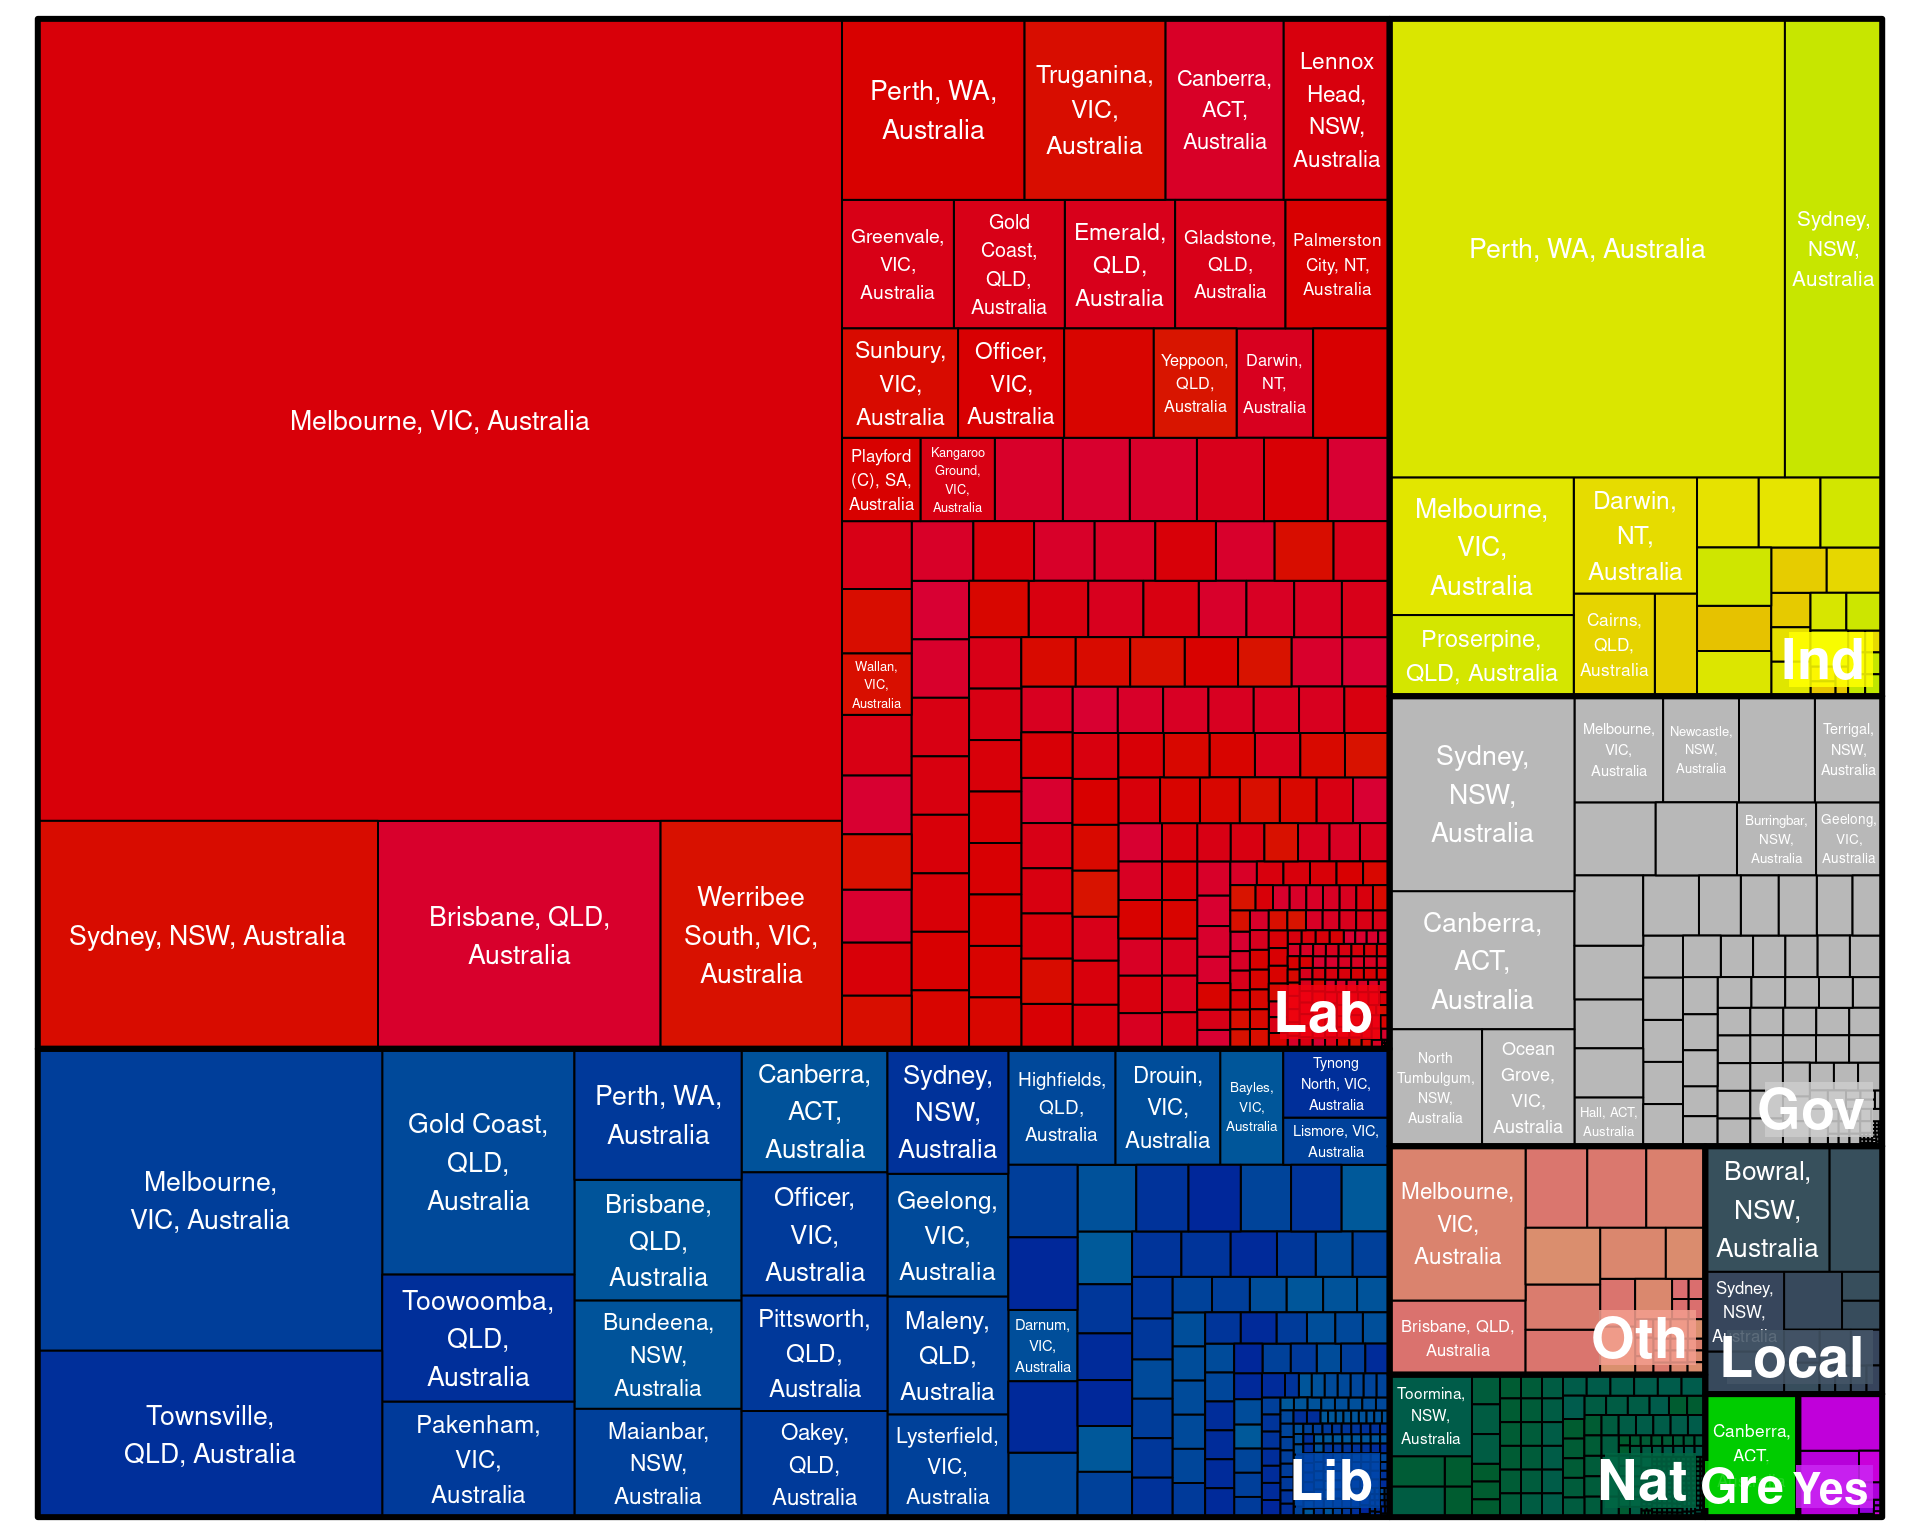 Melbourne, VIC, Australia
Sydney, NSW, Australia
Brisbane, QLD,
Australia
Werribee
South, VIC,
Australia
Perth, WA,
Australia
Truganina,
VIC,
Australia
Canberra,
ACT,
Australia
Lennox
Head,
NSW,
Australia
Greenvale,
VIC,
Australia
Gold
Coast,
QLD,
Australia
Emerald,
QLD,
Australia
Gladstone,
QLD,
Australia
Palmerston
City, NT,
Australia
Sunbury,
VIC,
Australia
Officer,
VIC,
Australia
Yeppoon,
QLD,
Australia
Darwin,
NT,
Australia
Playford
(C), SA,
Australia
Kangaroo
Ground,
VIC,
Australia
Wallan,
VIC,
Australia
Lab
Melbourne,
VIC, Australia
Townsville,
QLD, Australia
Gold Coast,
QLD,
Australia
Toowoomba,
QLD,
Australia
Pakenham,
VIC,
Australia
Perth, WA,
Australia
Brisbane,
QLD,
Australia
Bundeena,
NSW,
Australia
Maianbar,
NSW,
Australia
Canberra,
ACT,
Australia
Officer,
VIC,
Australia
Pittsworth,
QLD,
Australia
Oakey,
QLD,
Australia
Sydney,
NSW,
Australia
Geelong,
VIC,
Australia
Maleny,
QLD,
Australia
Lysterfield,
VIC,
Australia
Highfields,
QLD,
Australia
Drouin,
VIC,
Australia
Bayles,
VIC,
Australia
Tynong
North, VIC,
Australia
Lismore, VIC,
Australia
Darnum,
VIC,
Australia
Lib
Perth, WA, Australia
Sydney,
NSW,
Australia
Melbourne,
VIC,
Australia
Proserpine,
QLD, Australia
Darwin,
NT,
Australia
Cairns,
QLD,
Australia
Ind
Sydney,
NSW,
Australia
Canberra,
ACT,
Australia
North
Tumbulgum,
NSW,
Australia
Ocean
Grove,
VIC,
Australia
Melbourne,
VIC,
Australia
Newcastle,
NSW,
Australia
Terrigal,
NSW,
Australia
Burringbar,
NSW,
Australia
Geelong,
VIC,
Australia
Hall, ACT,
Australia
Gov
Melbourne,
VIC,
Australia
Brisbane, QLD,
Australia
Oth
Bowral,
NSW,
Australia
Sydney,
NSW,
Australia
Local
Toormina,
NSW,
Australia
Nat
Canberra,
ACT,
Gre
Yes